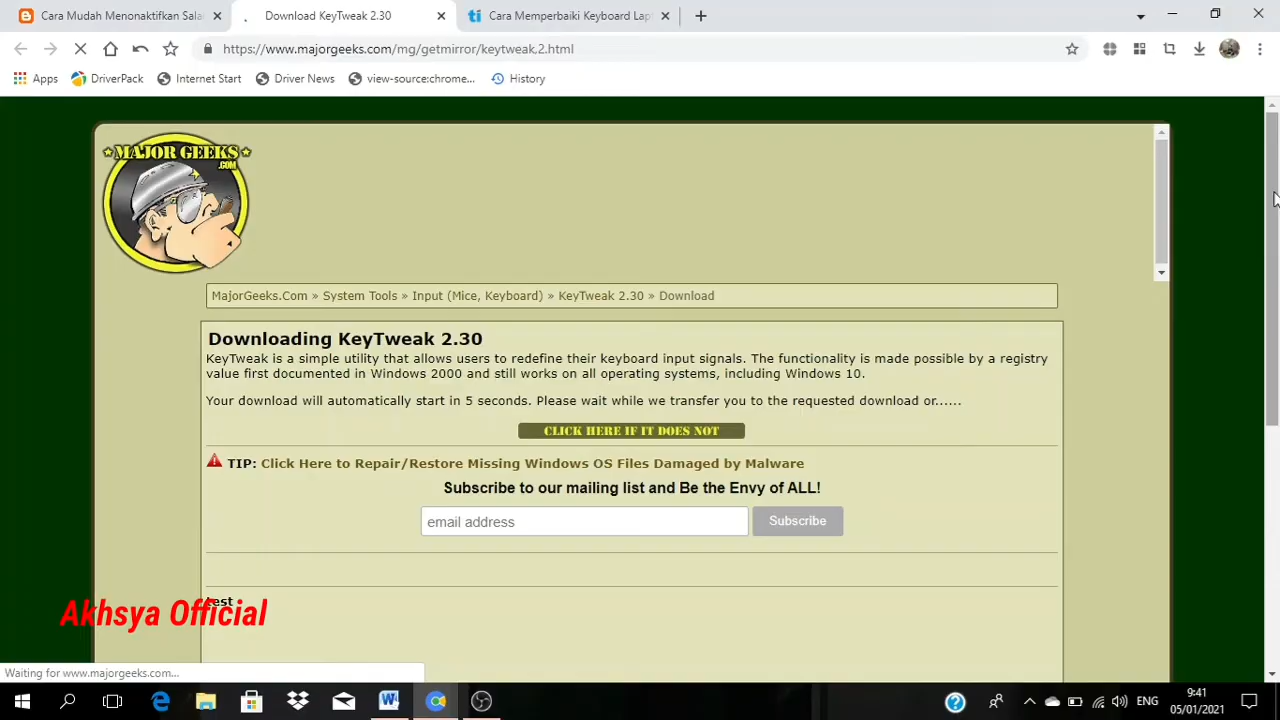 Cara Mudah Menonaktifkan Sala
Download KeyTweak 2.30
Cara Memperbaiki Keyboard Lapt
https://www.majorgeeks.com/mg/getmirror/keytweak,2.html
Apps
DriverPack
Internet Start
Driver News
view-source:chrome...
History
MAJOR GEEKS
.COM
MajorGeeks.Com » System Tools » Input (Mice, Keyboard) » KeyTweak 2.30 » Download
Downloading KeyTweak 2.30
KeyTweak is a simple utility that allows users to redefine their keyboard input signals. The functionality is made possible by a registry
value first documented in Windows 2000 and still works on all operating systems, including Windows 10.
Your download will automatically start in 5 seconds. Please wait while we transfer you to the requested download or......
CLICK HERE IF IT DOES NOT
TIP: Click Here to Repair/Restore Missing Windows OS Files Damaged by Malware
Subscribe to our mailing list and Be the Envy of ALL!
email address
Subscribe
test
Akhsya Official
Waiting for www.majorgeeks.com...
ENG
9:41
05/01/2021